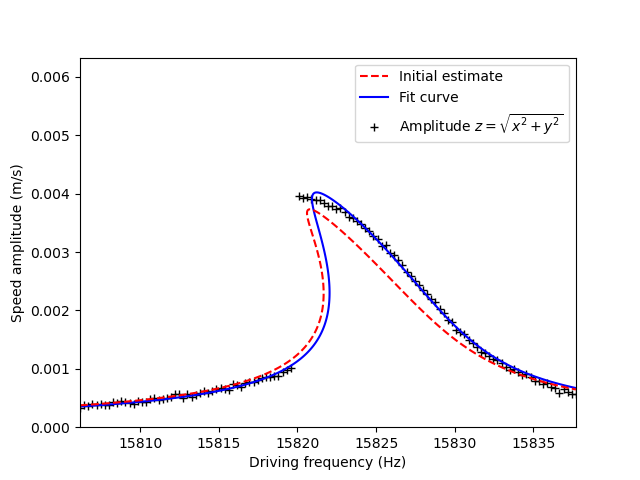 0.006
0.005
0.004
0.003
0.002
0.001
0.000
Speed amplitude (m/s)
Initial estimate
Fit curve
Amplitude z = √x² + y²
15810 15815 15820 15825 15830 15835
Driving frequency (Hz)